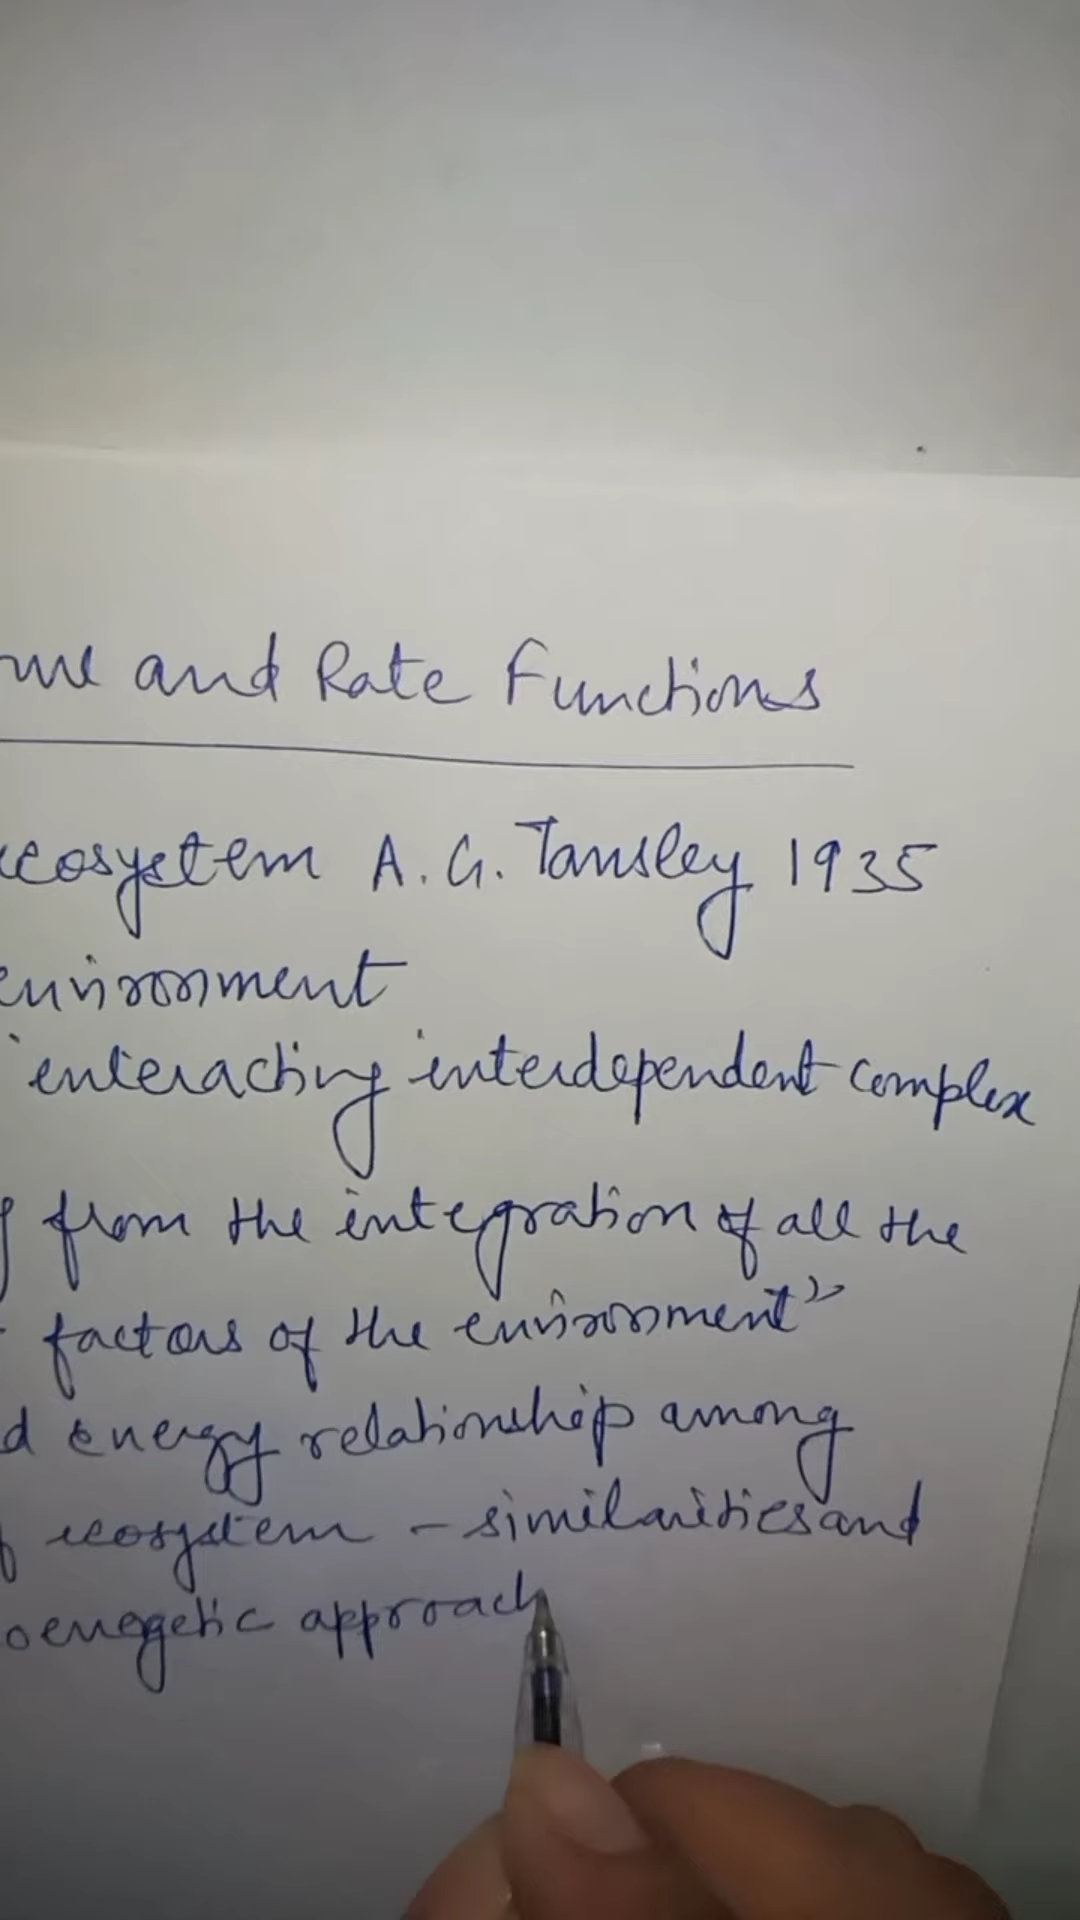 and Rate Functions
ecosystem A.G. Tansley 1935
environment
interacting interdependent complex
from the integration of all the
factors of the environment"
energy relationship among
ecosystem - similarities and
oenegetic approach